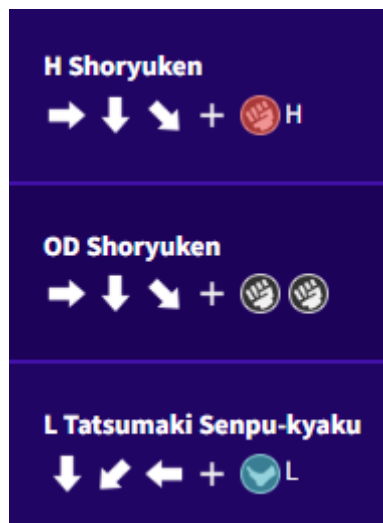 H Shoryuken
+ H
OD Shoryuken
+
L Tatsumaki Senpu-kyaku
+ L